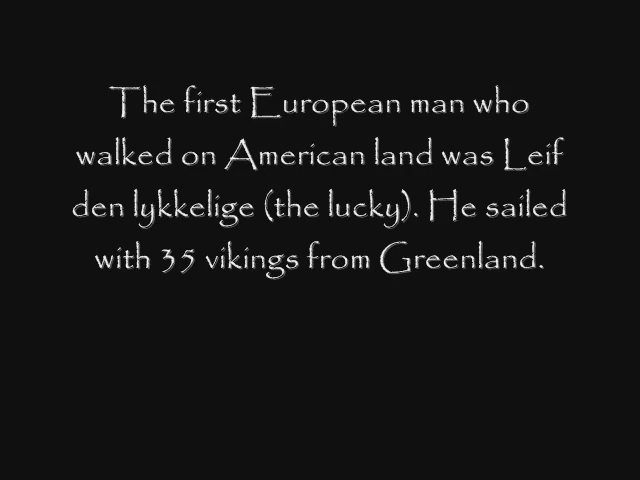 The first European man who
walked on American land was Leif
den lykkelige (the lucky). He sailed
with 35 vikings from Greenland.